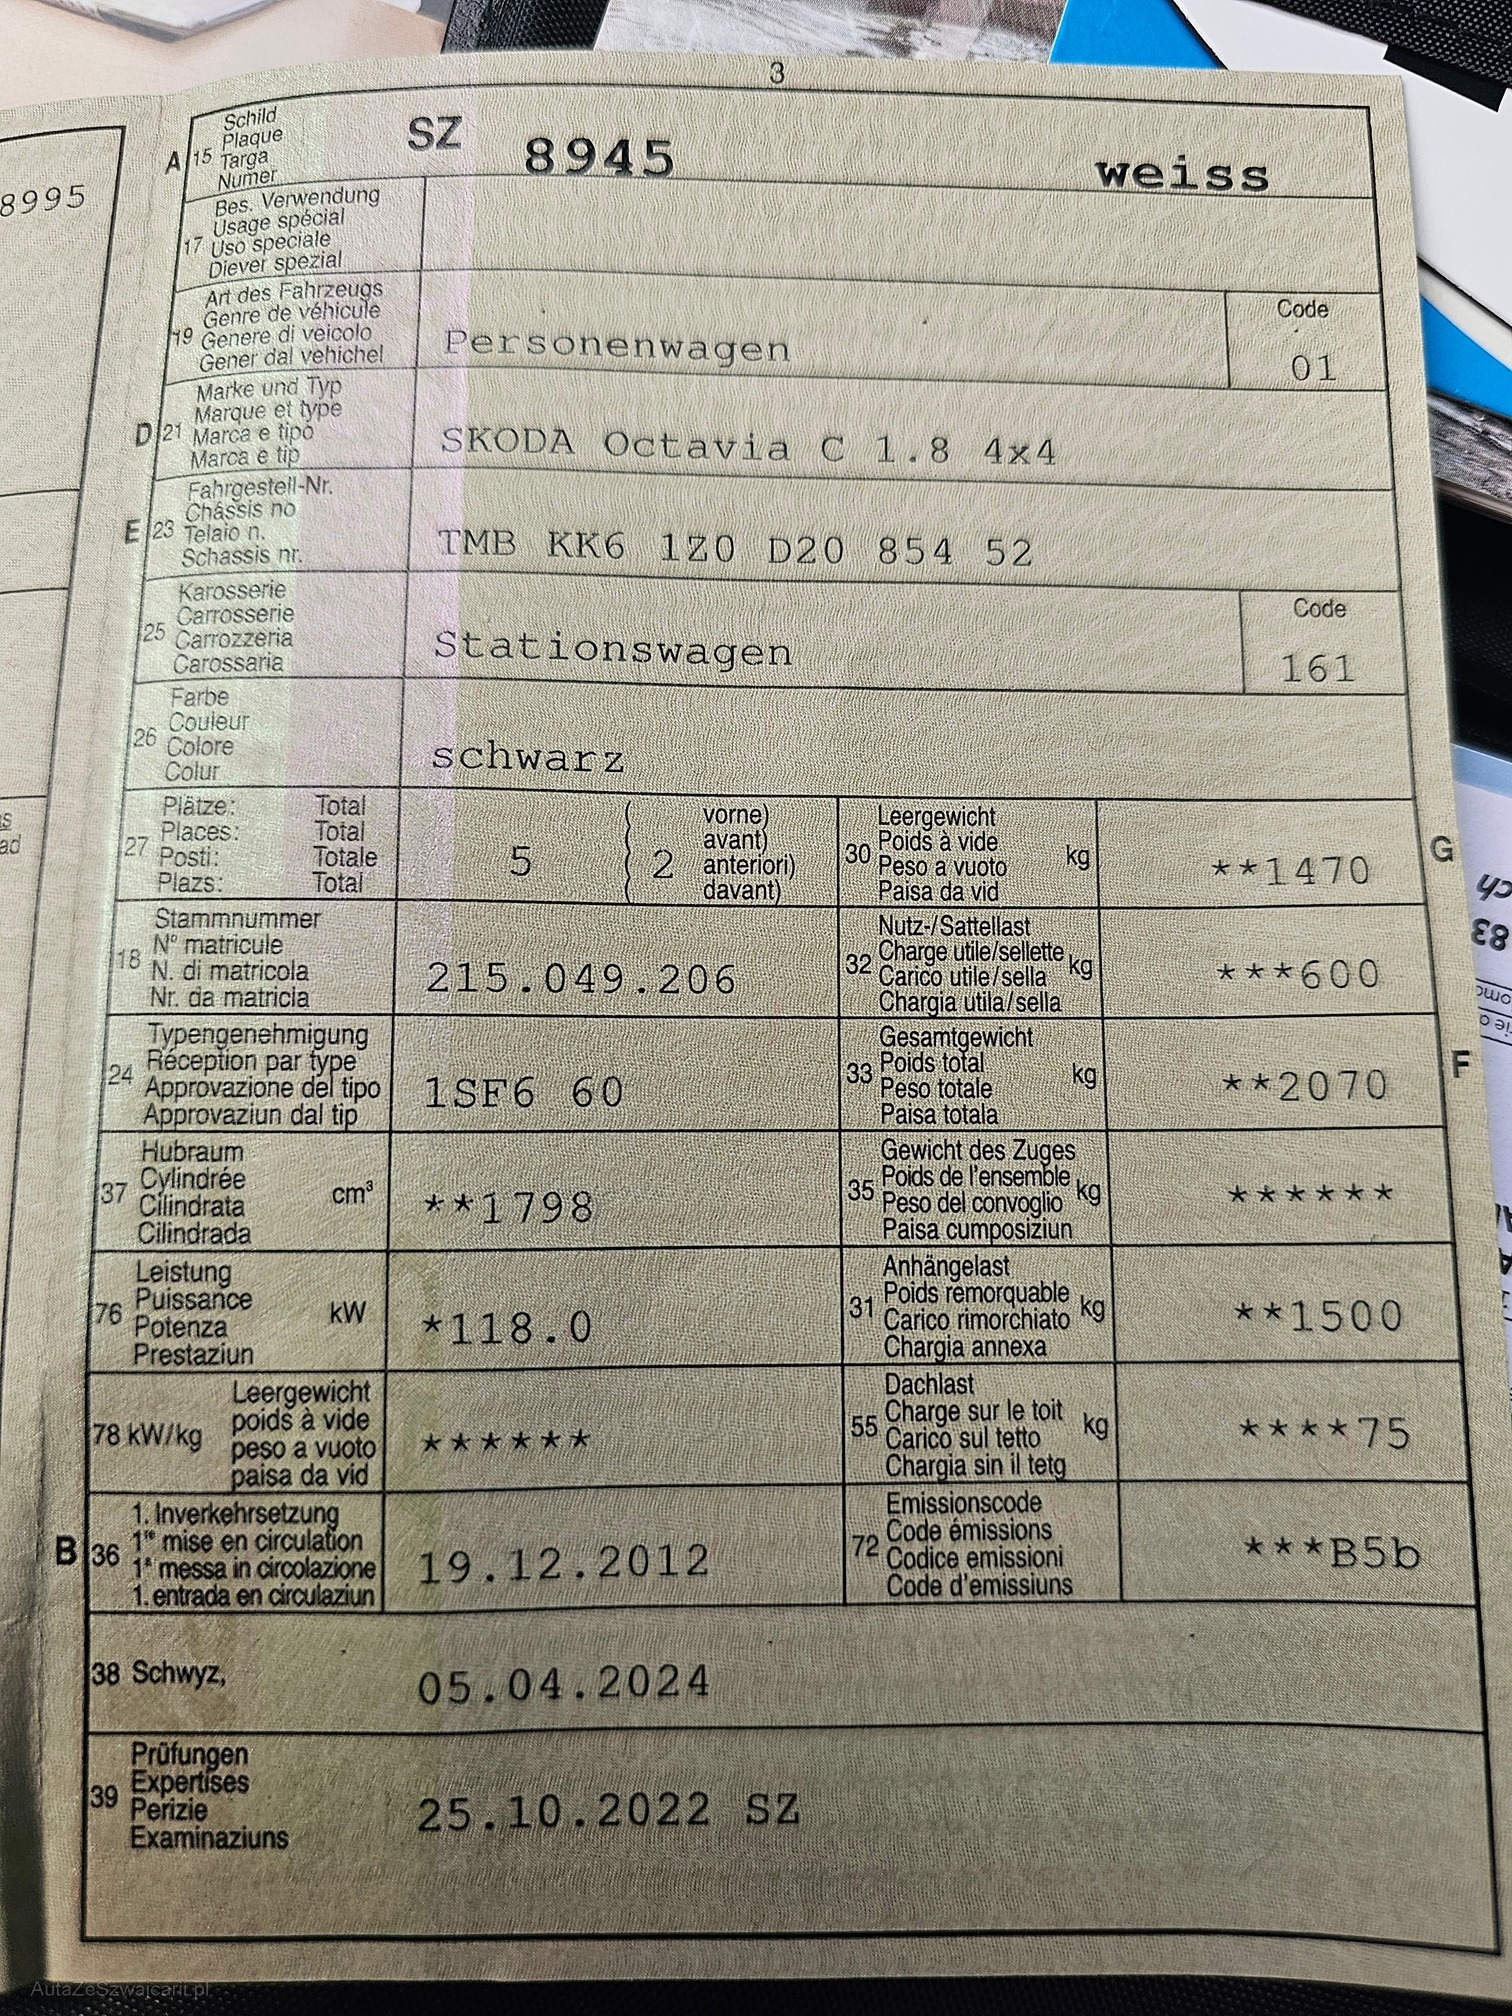 3
8995
A 15 Schild
Plaque
Targa
Numer
SZ 8945 weiss
17 Bes. Verwendung
Usage spécial
Uso speciale
Diever spezial
19 Art des Fahrzeugs
Genre de véhicule
Genere di veicolo
Gener dal vehichel
Personenwagen
Code
01
D 21 Marke und Typ
Marque et type
Marca e tipo
Marca e tip
SKODA Octavia C 1.8 4x4
E 23 Fahrgestell-Nr.
Châssis no
Telaio n.
Schassis nr.
TMB KK6 1Z0 D20 854 52
25 Karosserie
Carrosserie
Carrozzeria
Carossaria
Stationswagen
Code
161
26 Farbe
Couleur
Colore
Colur
schwarz
27 Plätze: Total
Places: Total
Posti: Totale
Plazs: Total
5 2
vorne)
avant)
anteriori)
davant)
30 Leergewicht
Poids à vide
Peso a vuoto
Paisa da vid
kg
**1470
G
18 Stammnummer
N° matricule
N. di matricola
Nr. da matricla
215.049.206
32 Nutz-/Sattellast
Charge utile/sellette
Carico utile/sella
Chargia utila/sella
kg
***600
24 Typengenehmigung
Réception par type
Approvazione del tipo
Approvaziun dal tip
1SF6 60
33 Gesamtgewicht
Poids total
Peso totale
Paisa totala
kg
**2070
F
37 Hubraum
Cylindrée
Cilindrata
Cilindrada
cm³
**1798
35 Gewicht des Zuges
Poids de l'ensemble
Peso del convoglio
Paisa cumposiziun
kg
******
76 Leistung
Puissance
Potenza
Prestaziun
kW
*118.0
31 Anhängelast
Poids remorquable
Carico rimorchiato
Chargia annexa
kg
**1500
78 kW/kg
Leergewicht
poids à vide
peso a vuoto
paisa da vid
******
55 Dachlast
Charge sur le toit
Carico sul tetto
Chargia sin il tetg
kg
****75
B 36 1. Inverkehrsetzung
1re mise en circulation
1a messa in circolazione
1. entrada en circulaziun
19.12.2012
72 Emissionscode
Code émissions
Codice emissioni
Code d'emissiuns
***B5b
38 Schwyz,
05.04.2024
39 Prüfungen
Expertises
Perizie
Examinaziuns
25.10.2022 SZ
AutaZeSzwajcarii.pl
ch
83